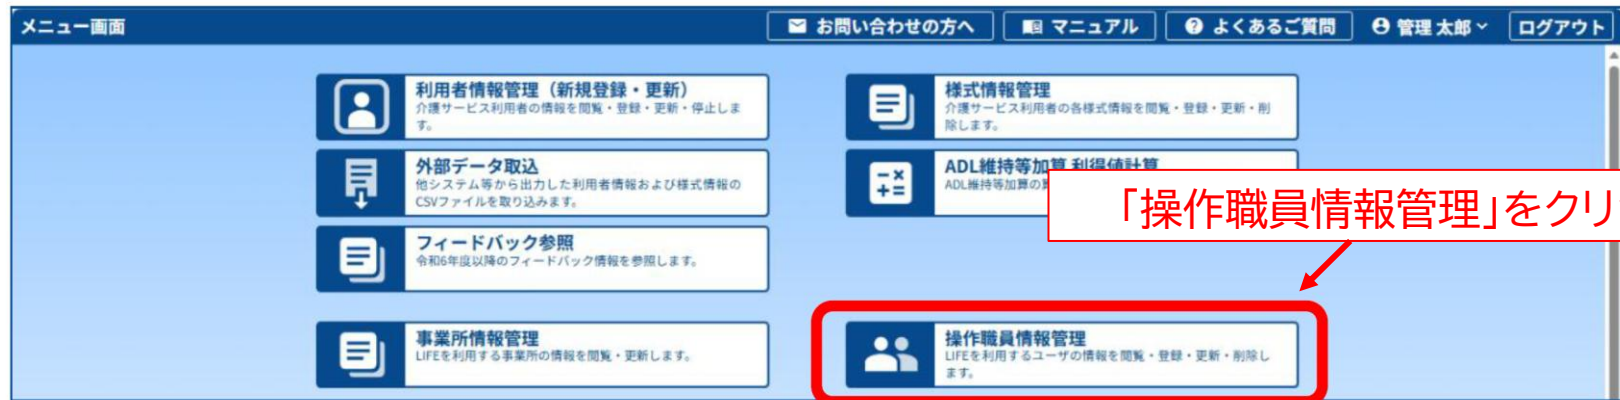 メニュー画面
お問い合わせの方へ
マニュアル
よくあるご質問
管理 太郎
ログアウト
利用者情報管理（新規登録・更新）
介護サービス利用者の情報を閲覧・登録・更新・停止しま
す。
様式情報管理
介護サービス利用者の各様式情報を閲覧・登録・更新・削
除します。
外部データ取込
他システム等から出力した利用者情報および様式情報の
CSVファイルを取り込みます。
ADL維持等加算 利得値計算
ADL維持等加算の
「操作職員情報管理」をクリ
フィードバック参照
令和6年度以降のフィードバック情報を参照します。
事業所情報管理
LIFEを利用する事業所の情報を閲覧・更新します。
操作職員情報管理
LIFEを利用するユーザの情報を閲覧・登録・更新・削除し
ます。